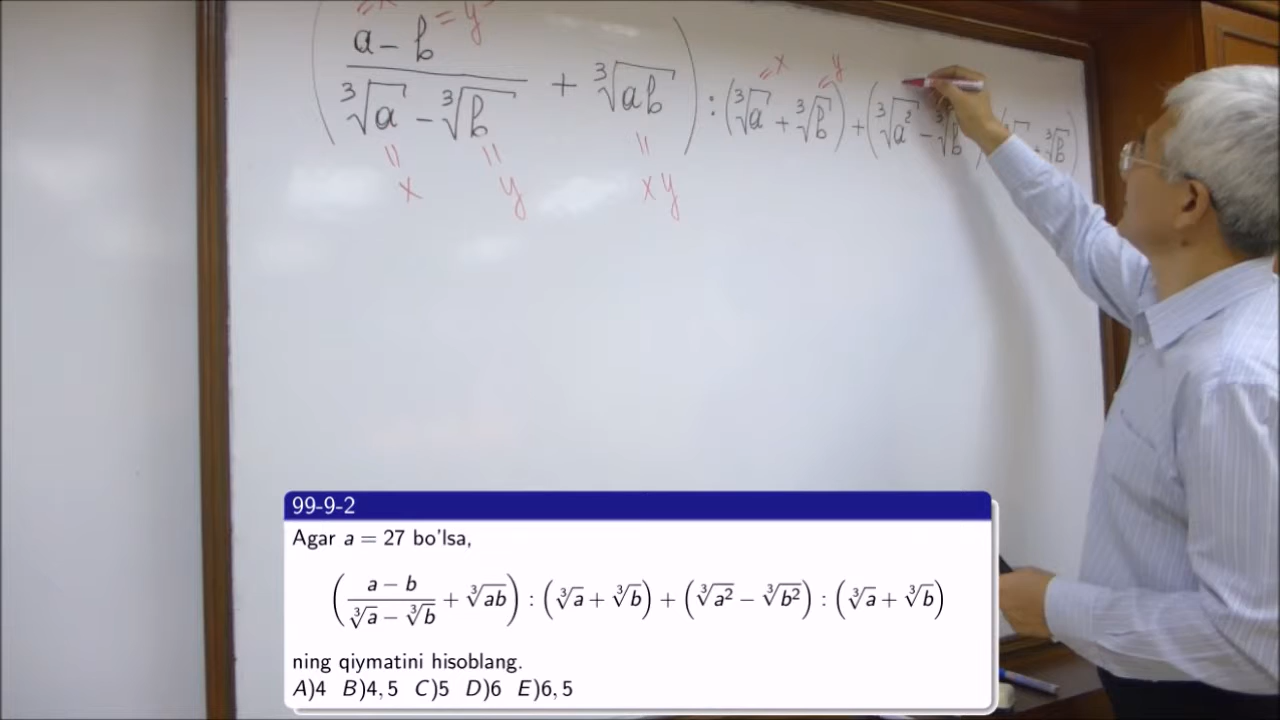 = x = y³
( (a - b) / (∛a - ∛b) + ∛(ab) ) : ( ∛a + ∛b ) + ( ∛a² - ∛b
= x = y
= x = y = xy
99-9-2
Agar a = 27 bo'lsa,
( (a − b) / (∛a − ∛b) + ∛(ab) ) : ( ∛a + ∛b ) + ( ∛a² − ∛b² ) : ( ∛a + ∛b )
ning qiymatini hisoblang.
A)4 B)4, 5 C)5 D)6 E)6, 5